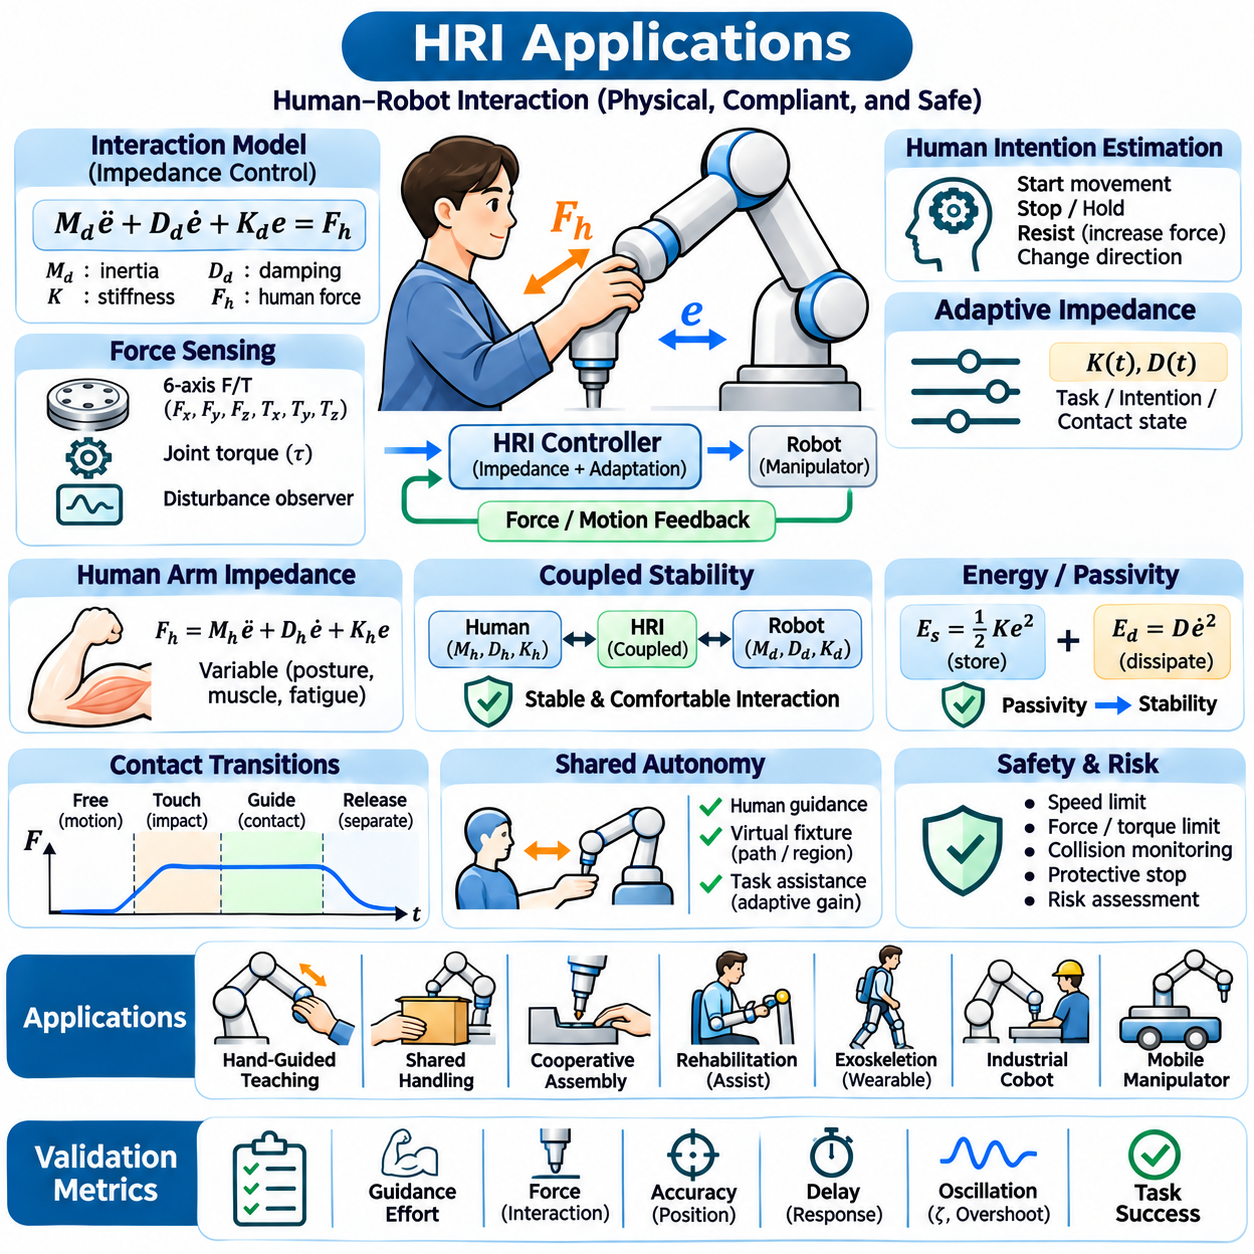 HRI Applications
Human–Robot Interaction (Physical, Compliant, and Safe)
Interaction Model
(Impedance Control)
M_d ë + D_d ė + K_d e = F_h
M_d : inertia
D_d : damping
K : stiffness
F_h : human force
Force Sensing
6-axis F/T
(F_x, F_y, F_z, T_x, T_y, T_z)
Joint torque (τ)
Disturbance observer
F_h
e
HRI Controller
(Impedance + Adaptation)
Robot
(Manipulator)
Force / Motion Feedback
Human Intention Estimation
Start movement
Stop / Hold
Resist (increase force)
Change direction
Adaptive Impedance
K(t), D(t)
Task / Intention /
Contact state
Human Arm Impedance
F_h = M_h ë + D_h ė + K_h e
Variable (posture,
muscle, fatigue)
Coupled Stability
Human
(M_h, D_h, K_h)
HRI
(Coupled)
Robot
(M_d, D_d, K_d)
Stable & Comfortable Interaction
Energy / Passivity
E_s = 1/2 Ke²
(store)
+
E_d = Dė²
(dissipate)
Passivity → Stability
Contact Transitions
Free
(motion)
Touch
(impact)
Guide
(contact)
Release
(separate)
F
t
Shared Autonomy
Human guidance
Virtual fixture
(path / region)
Task assistance
(adaptive gain)
Safety & Risk
• Speed limit
• Force / torque limit
• Collision monitoring
• Protective stop
• Risk assessment
Applications
Hand-Guided
Teaching
Shared
Handling
Cooperative
Assembly
Rehabilitation
(Assist)
Exoskeletion
(Wearable)
Industrial
Cobot
Mobile
Manipulator
Validation
Metrics
Guidance
Effort
Force
(Interaction)
Accuracy
(Position)
Delay
(Response)
Oscillation
(ζ, Overshoot)
Task
Success